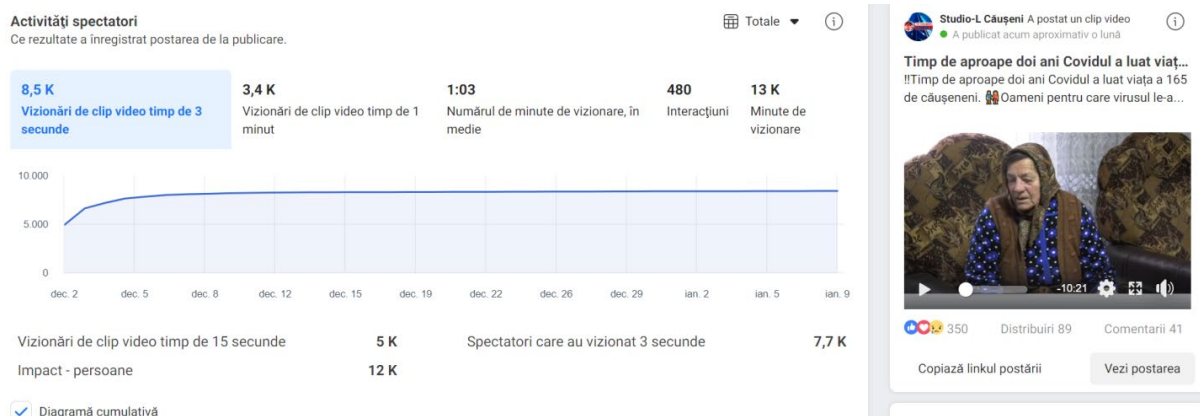 Activități spectatori
Ce rezultate a înregistrat postarea de la publicare.
Totale
8,5 K
Vizionări de clip video timp de 3
secunde
3,4 K
Vizionări de clip video timp de 1
minut
1:03
Numărul de minute de vizionare, în
medie
480
Interacțiuni
13 K
Minute de
vizionare
10.000
5.000
0
dec. 2 dec. 5 dec. 8 dec. 12 dec. 15 dec. 19 dec. 22 dec. 26 dec. 29 ian. 2 ian. 5 ian. 9
Vizionări de clip video timp de 15 secunde 5 K
Spectatori care au vizionat 3 secunde 7,7 K
Impact - persoane 12 K
Diagramă cumulativă
Studio-L Căușeni A postat un clip video
A publicat acum aproximativ o lună
Timp de aproape doi ani Covidul a luat viaț...
‼Timp de aproape doi ani Covidul a luat viața a 165
de căușeneni. 👫Oameni pentru care virusul le-a...
-10:21
350 Distribuiri 89 Comentarii 41
Copiază linkul postării Vezi postarea